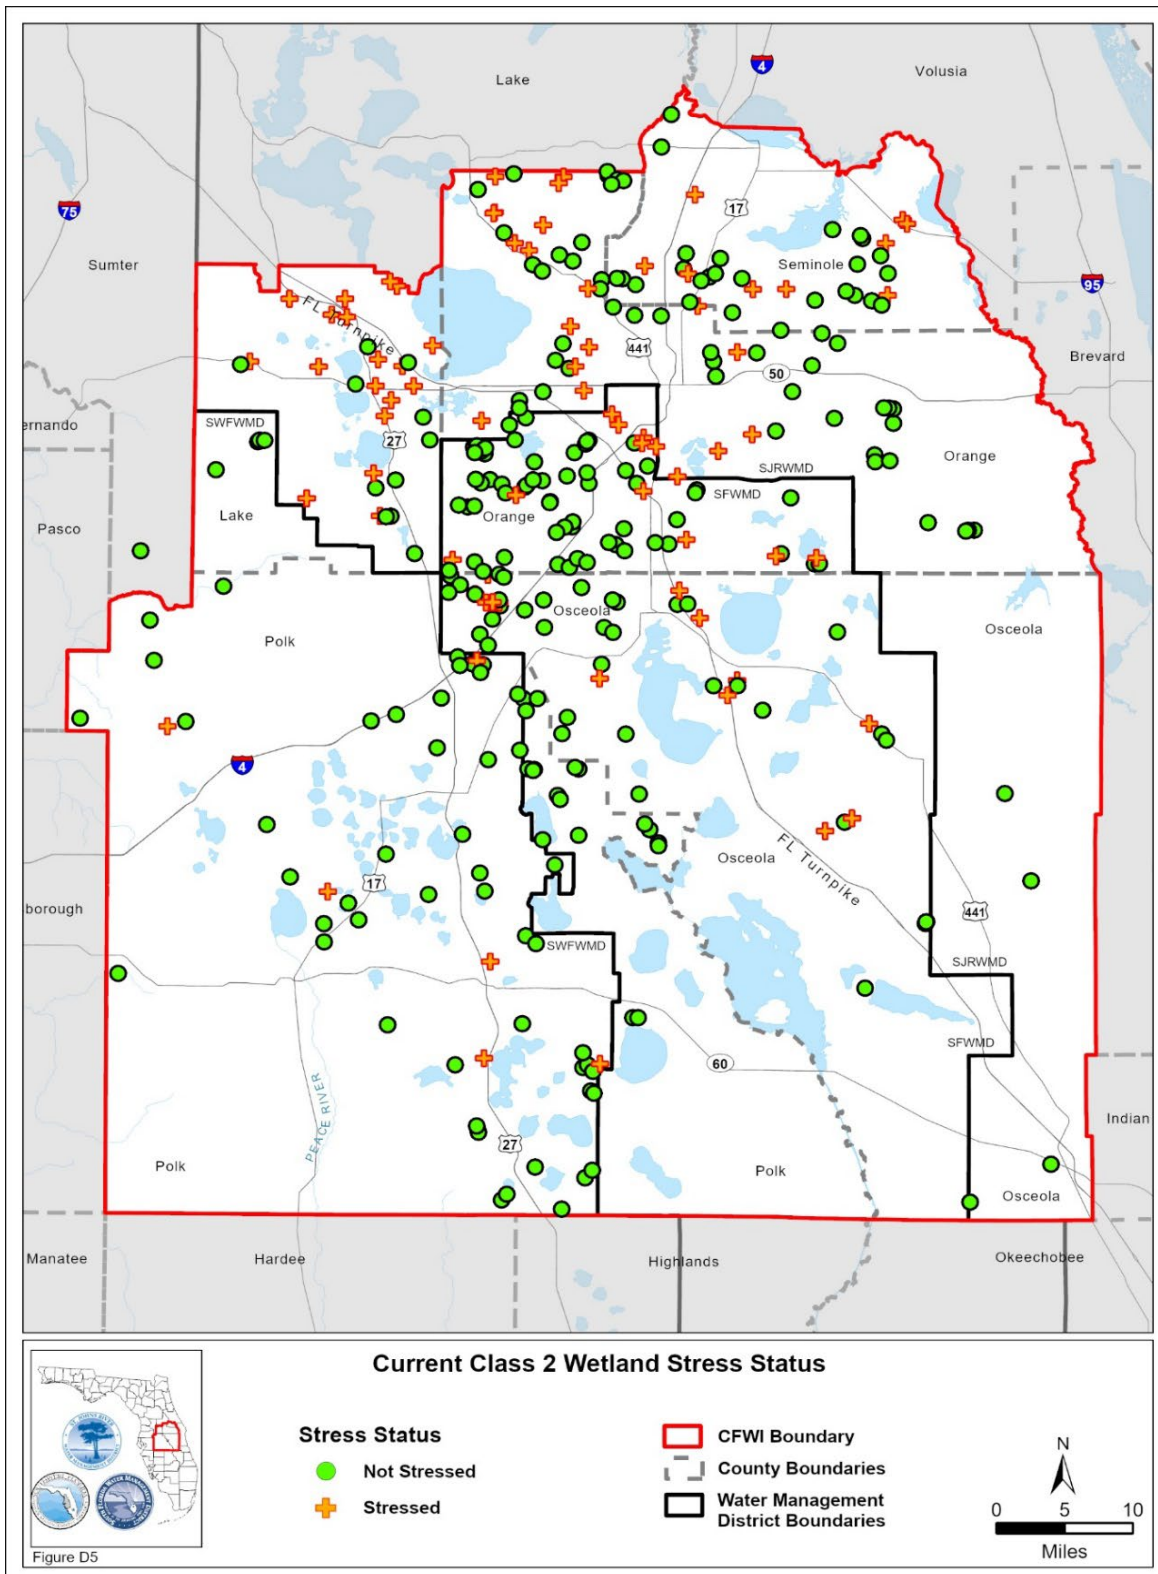 Lake
4
Volusia
75
17
Sumter
Seminole
95
FL Turnpike
441
Brevard
50
ernando
SWFWMD
27
SJRWMD
Orange
SFWMD
Lake
Orange
Pasco
Osceola
Osceola
Polk
4
FL Turnpike
Osceola
17
borough
441
SWFWMD
SJRWMD
SFWMD
60
PEACE RIVER
Indian
27
Polk
Polk
Osceola
Manatee
Hardee
Highlands
Okeechobee
Current Class 2 Wetland Stress Status
Stress Status
Not Stressed
Stressed
CFWI Boundary
County Boundaries
Water Management
District Boundaries
N
0 5 10
Miles
Figure D5